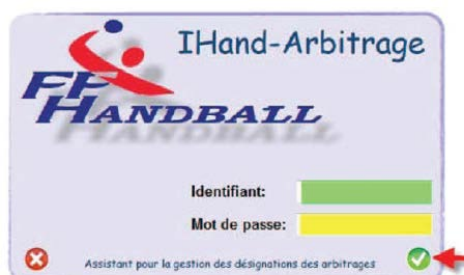 IHand-Arbitrage
FF HANDBALL
Identifiant:
Mot de passe:
Assistant pour la gestion des désignations des arbitrages